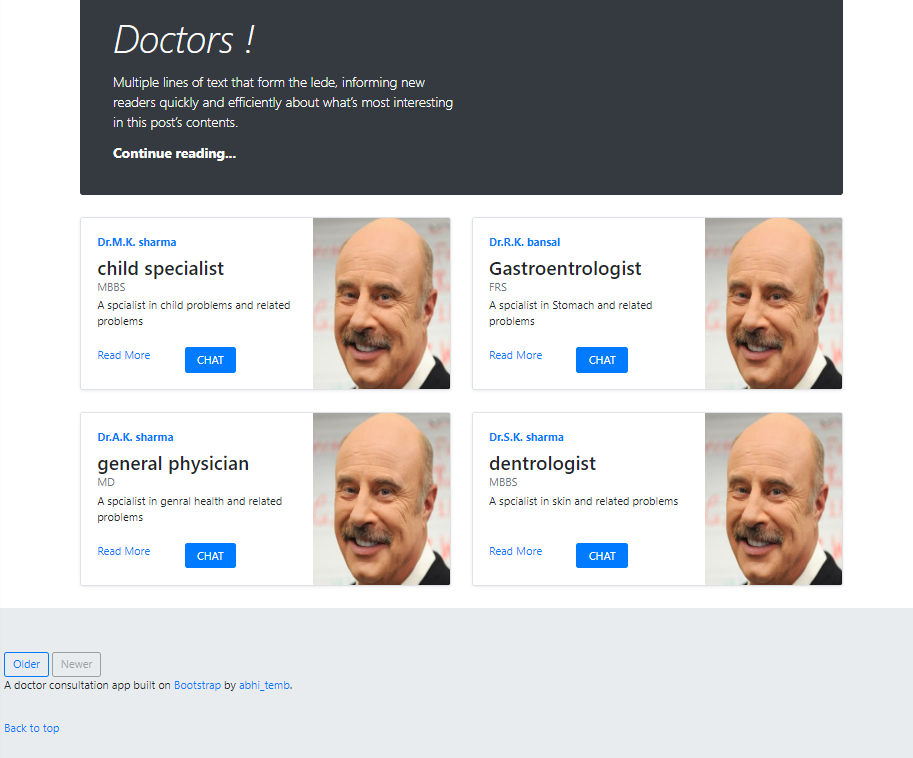 Doctors !
Multiple lines of text that form the lede, informing new
readers quickly and efficiently about what's most interesting
in this post's contents.
Continue reading...
Dr.M.K. sharma
child specialist
MBBS
A spcialist in child problems and related
problems
Read More
CHAT
Dr.R.K. bansal
Gastroentrologist
FRS
A spcialist in Stomach and related
problems
Read More
CHAT
Dr.A.K. sharma
general physician
MD
A spcialist in genral health and related
problems
Read More
CHAT
Dr.S.K. sharma
dentrologist
MBBS
A spcialist in skin and related problems
Read More
CHAT
Older
Newer
A doctor consultation app built on Bootstrap by abhi_temb.
Back to top